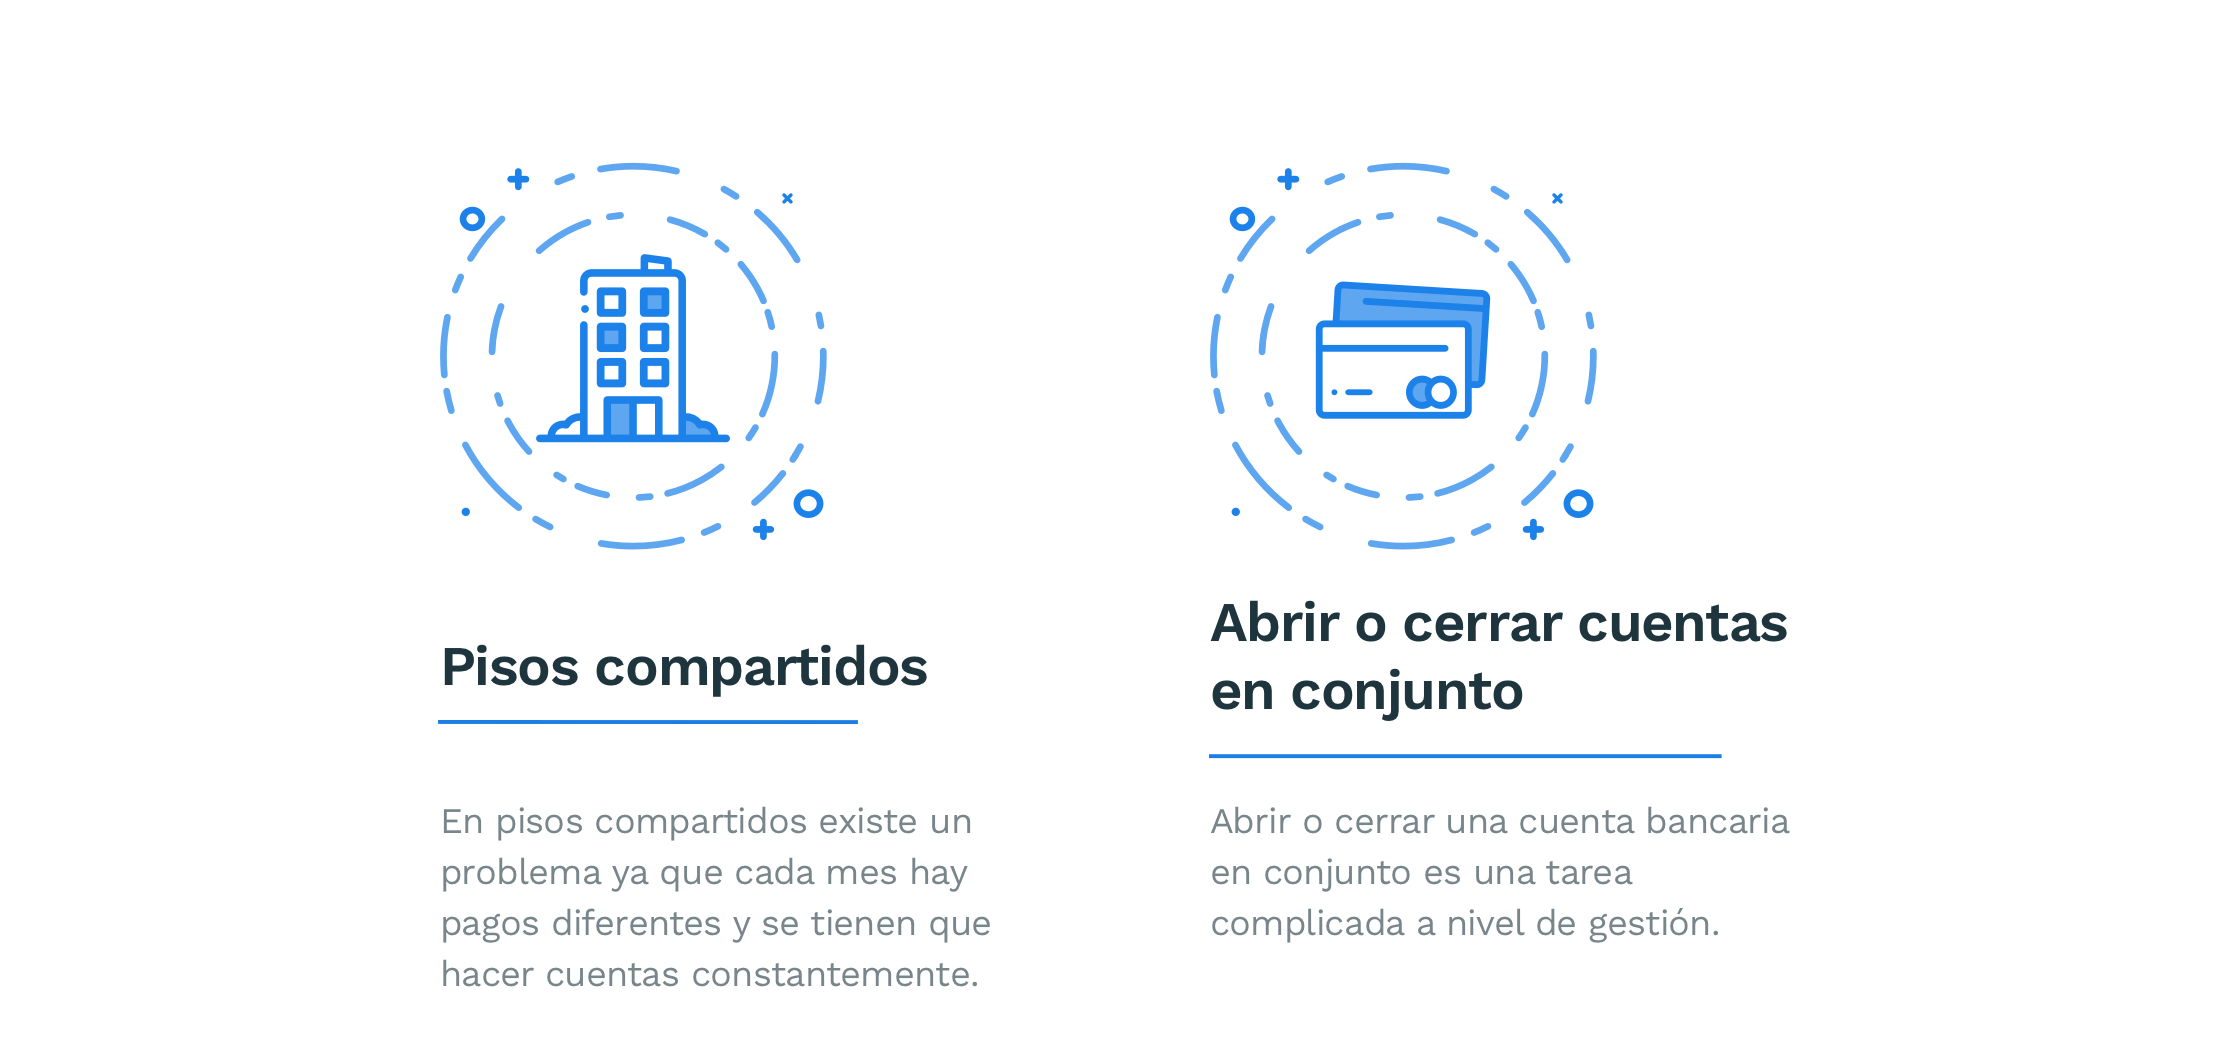 Pisos compartidos
En pisos compartidos existe un
problema ya que cada mes hay
pagos diferentes y se tienen que
hacer cuentas constantemente.
Abrir o cerrar cuentas
en conjunto
Abrir o cerrar una cuenta bancaria
en conjunto es una tarea
complicada a nivel de gestión.